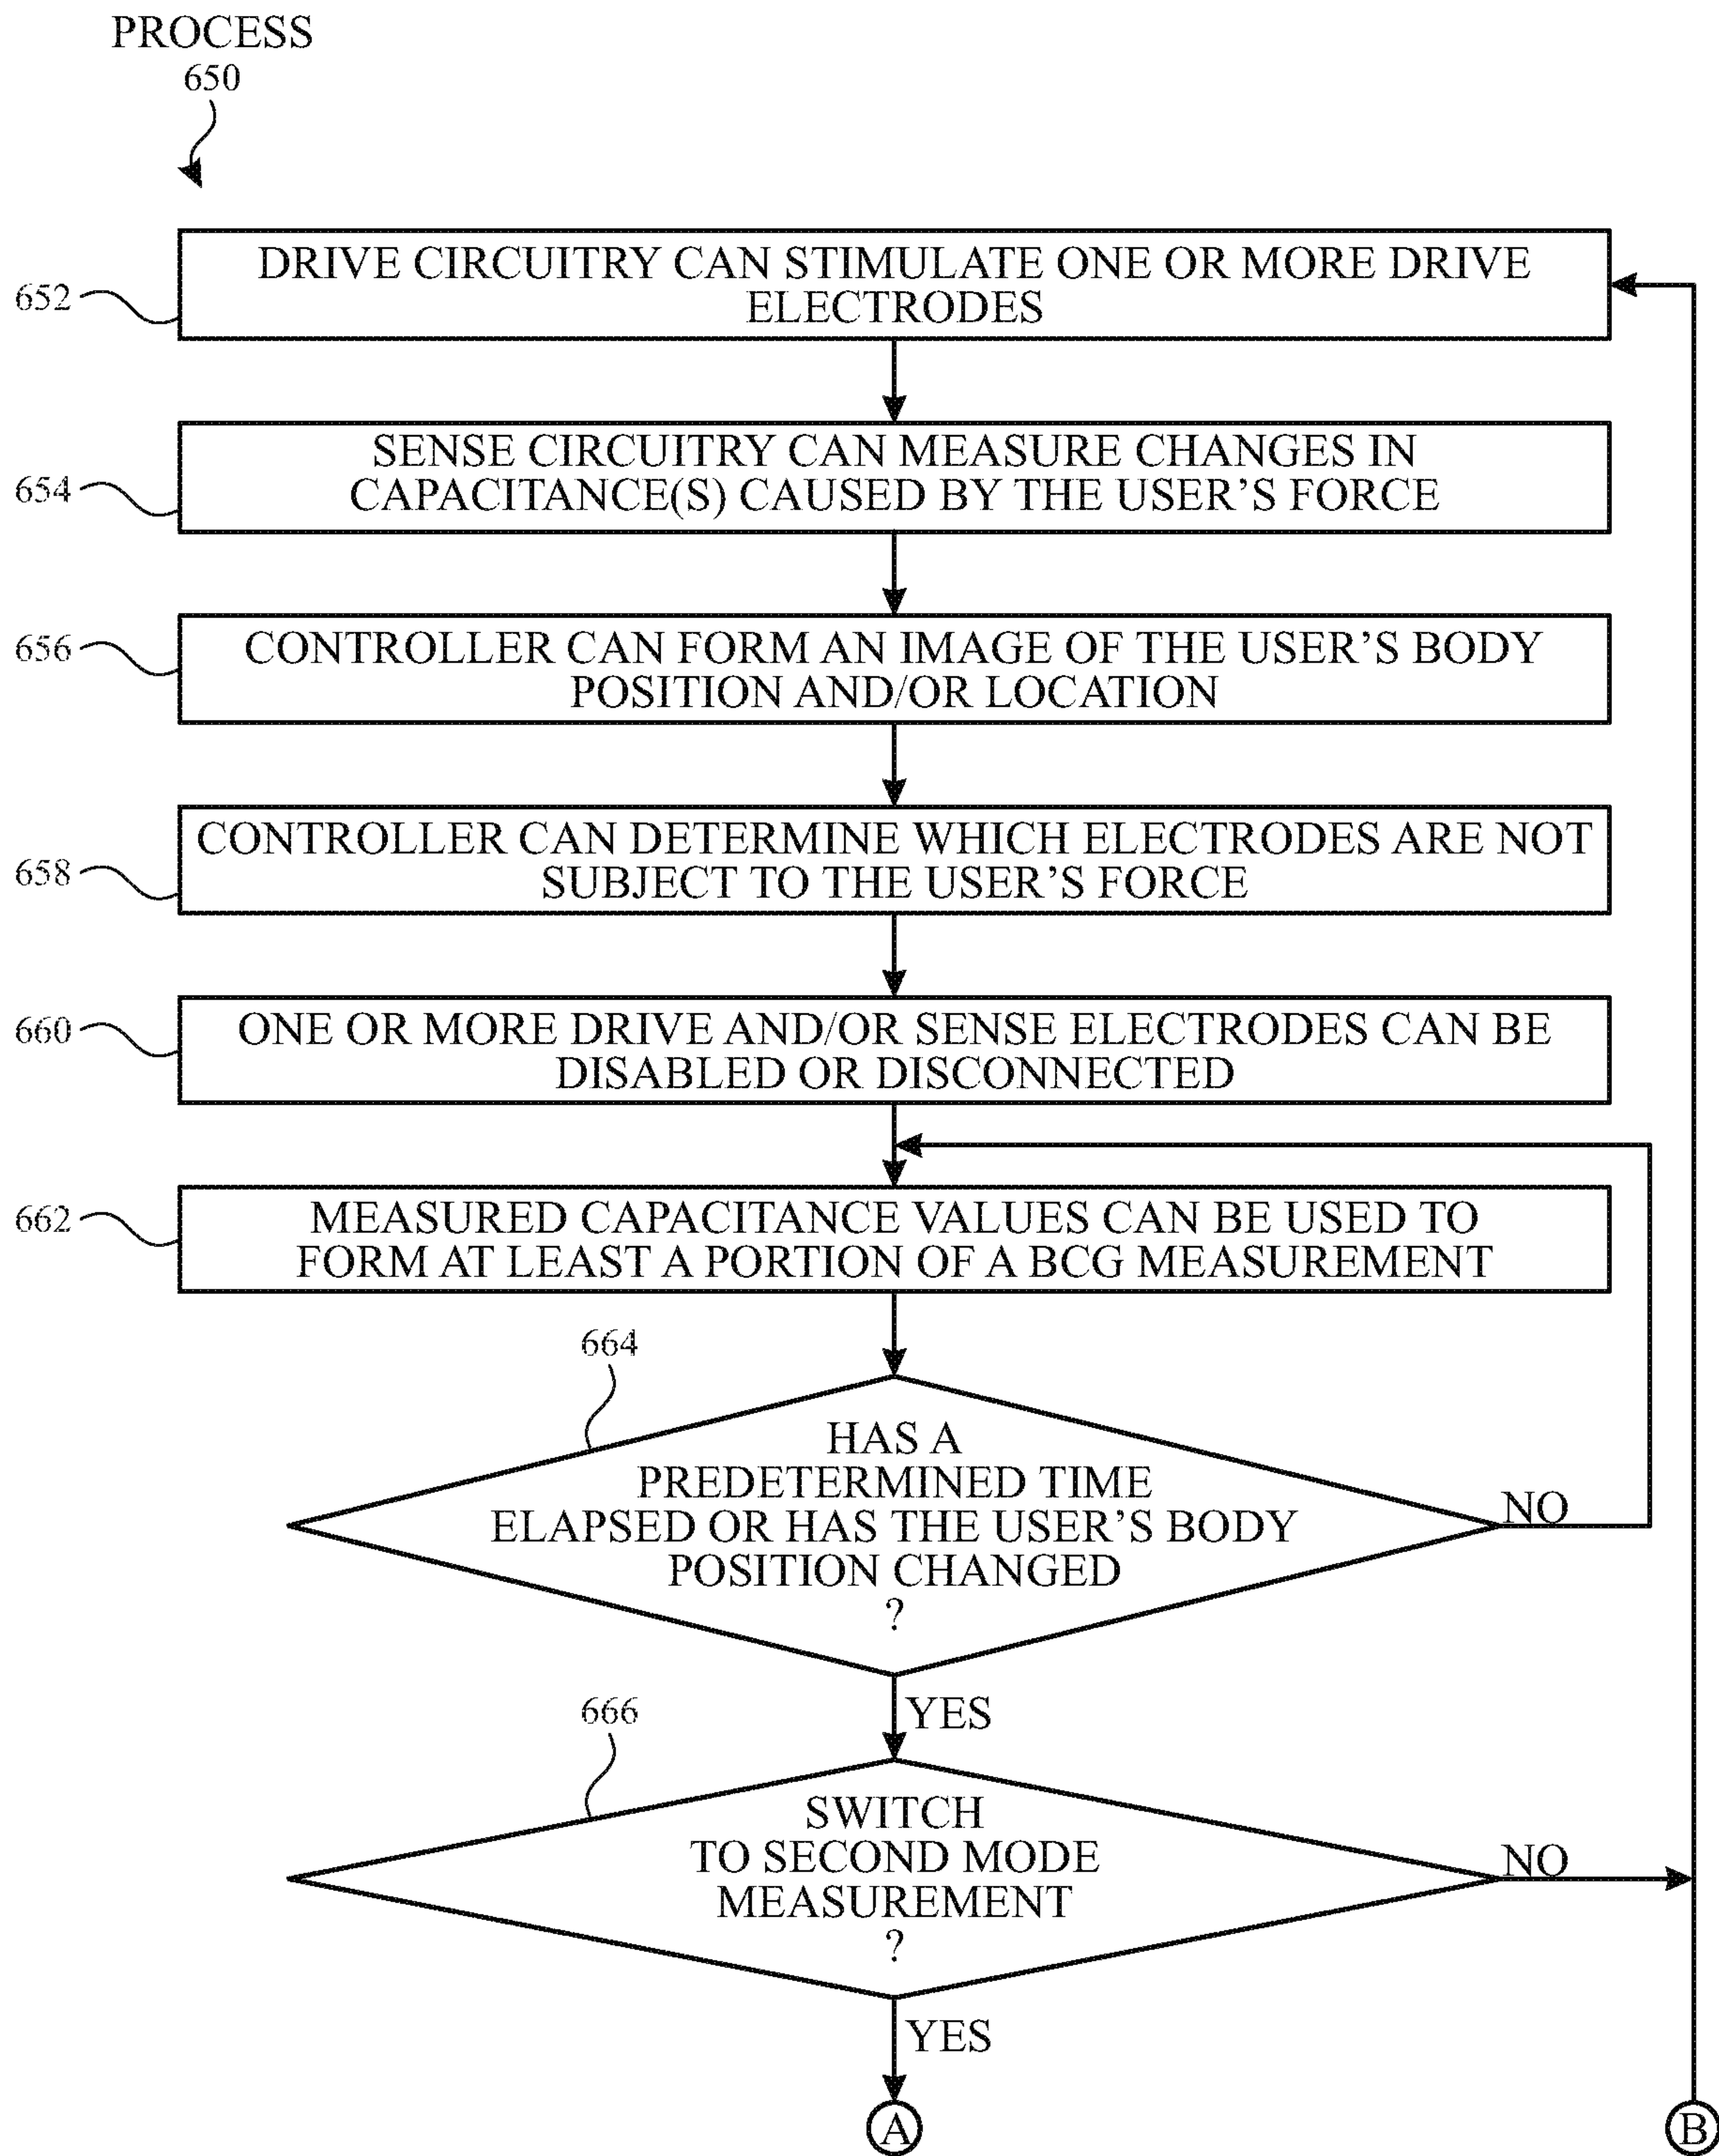 PROCESS
650
652
DRIVE CIRCUITRY CAN STIMULATE ONE OR MORE DRIVE
ELECTRODES
654
SENSE CIRCUITRY CAN MEASURE CHANGES IN
CAPACITANCE(S) CAUSED BY THE USER’S FORCE
656
CONTROLLER CAN FORM AN IMAGE OF THE USER’S BODY
POSITION AND/OR LOCATION
658
CONTROLLER CAN DETERMINE WHICH ELECTRODES ARE NOT
SUBJECT TO THE USER’S FORCE
660
ONE OR MORE DRIVE AND/OR SENSE ELECTRODES CAN BE
DISABLED OR DISCONNECTED
662
MEASURED CAPACITANCE VALUES CAN BE USED TO
FORM AT LEAST A PORTION OF A BCG MEASUREMENT
664
HAS A
PREDETERMINED TIME
ELAPSED OR HAS THE USER’S BODY
POSITION CHANGED
?
NO
YES
666
SWITCH
TO SECOND MODE
MEASUREMENT
?
NO
YES
A
B